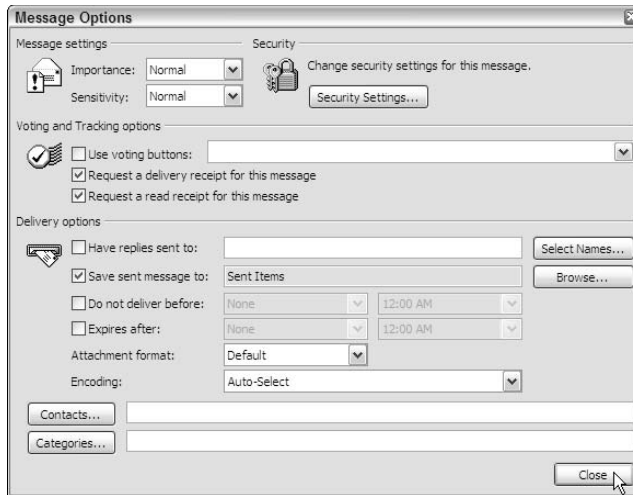 Message Options
Message settings Security
Importance: Normal Change security settings for this message.
Sensitivity: Normal Security Settings...
Voting and Tracking options
Use voting buttons:
Request a delivery receipt for this message
Request a read receipt for this message
Delivery options
Have replies sent to: Select Names...
Save sent message to: Sent Items Browse...
Do not deliver before: None 12:00 AM
Expires after: None 12:00 AM
Attachment format: Default
Encoding: Auto-Select
Contacts...
Categories...
Close